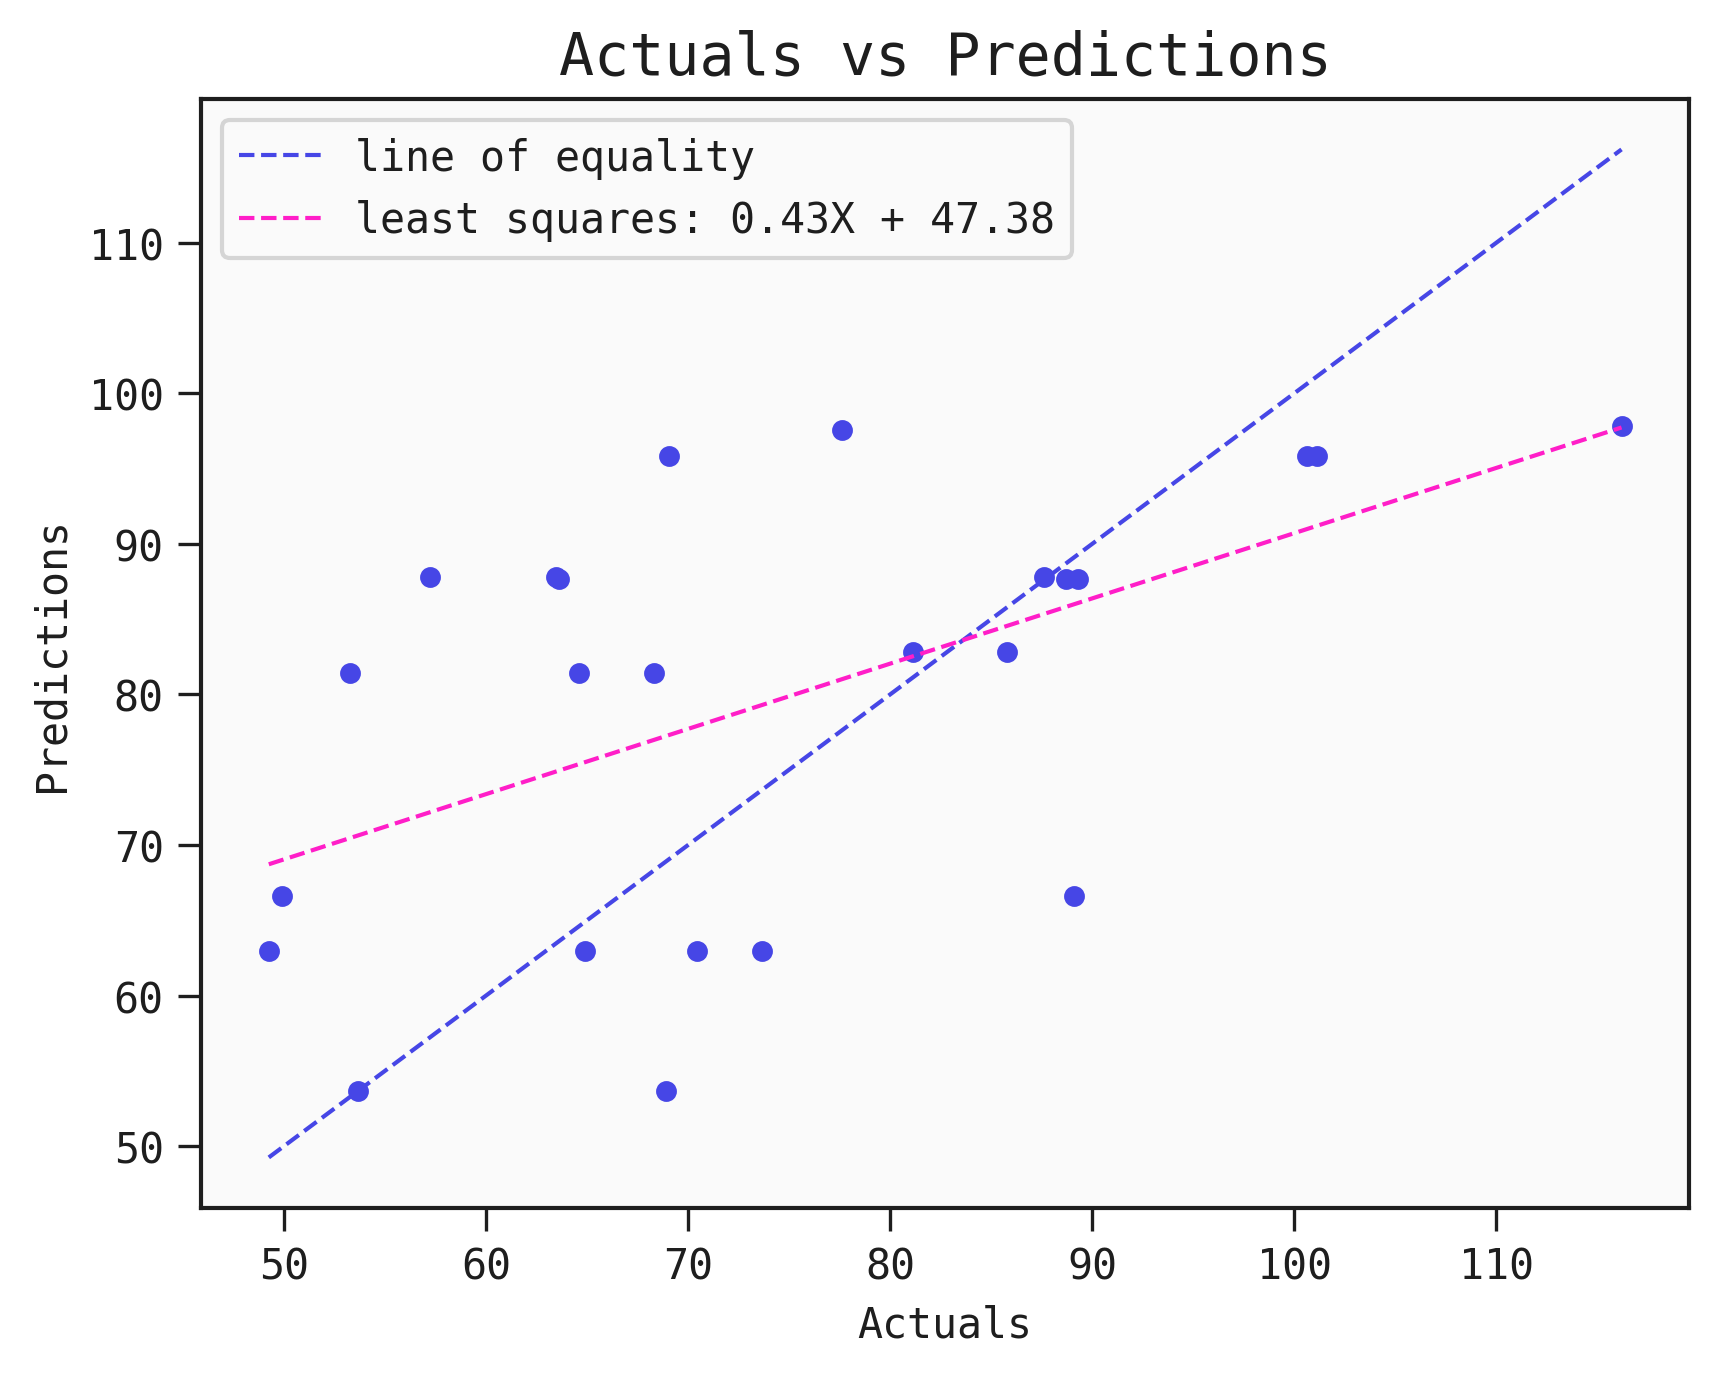 Actuals vs Predictions
line of equality
least squares: 0.43X + 47.38
110
100
90
80
70
60
50
Predictions
50 60 70 80 90 100 110
Actuals